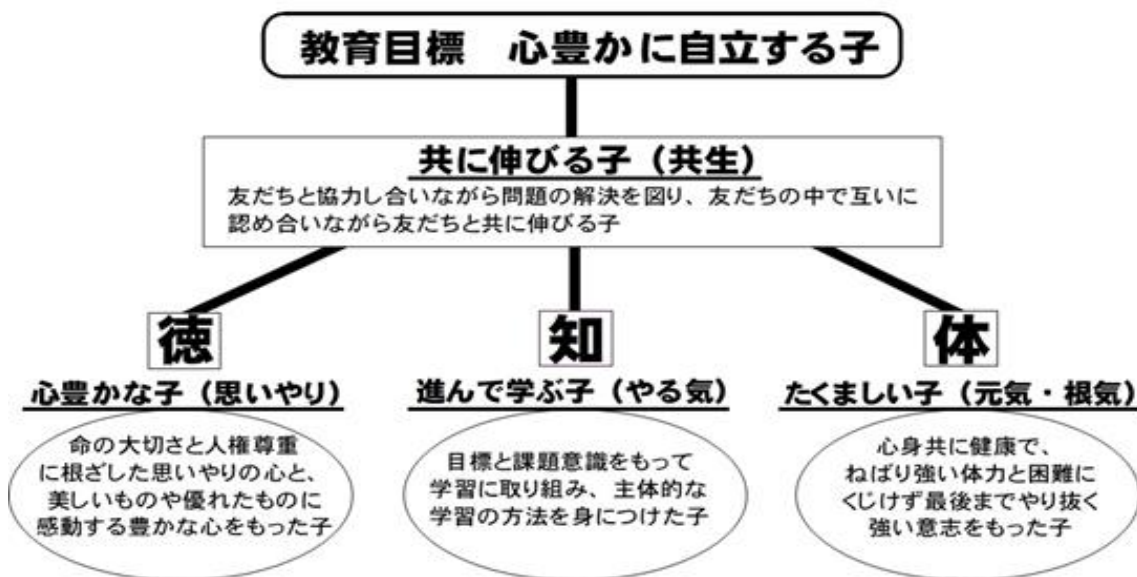 教育目標　心豊かに自立する子
共に伸びる子（共生）
友だちと協力し合いながら問題の解決を図り、友だちの中で互いに
認め合いながら友だちと共に伸びる子
徳
心豊かな子（思いやり）
命の大切さと人権尊重
に根ざした思いやりの心と、
美しいものや優れたものに
感動する豊かな心をもった子
知
進んで学ぶ子（やる気）
目標と課題意識をもって
学習に取り組み、主体的な
学習の方法を身につけた子
体
たくましい子（元気・根気）
心身共に健康で、
ねばり強い体力と困難に
くじけず最後までやり抜く
強い意志をもった子